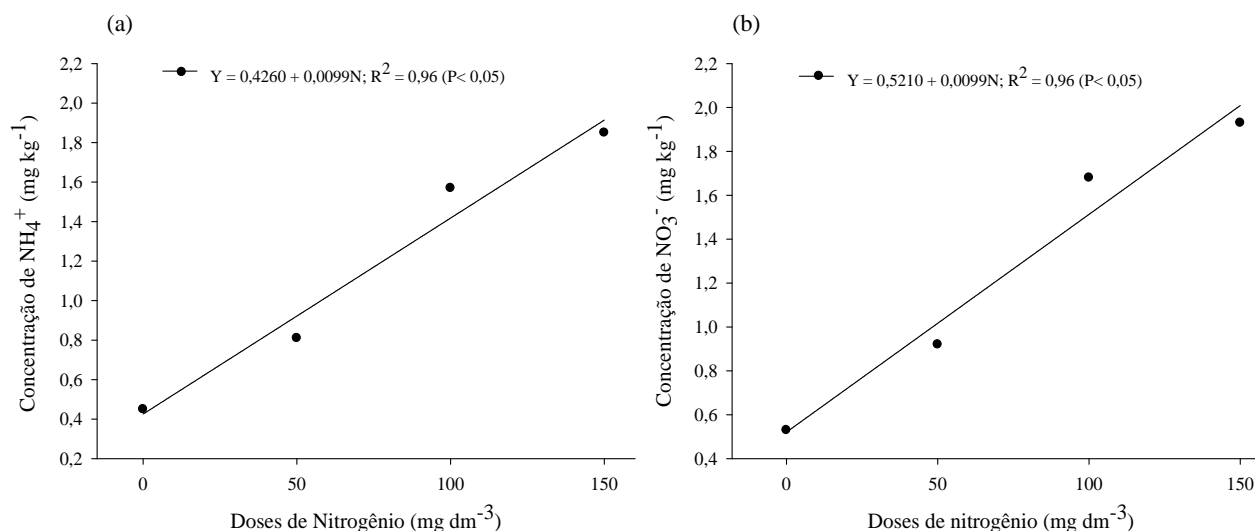 (a)
Y = 0,4260 + 0,0099N; R² = 0,96 (P< 0,05)
2,2
2,0
1,8
1,6
1,4
1,2
1,0
0,8
0,6
0,4
0,2
Concentração de NH₄⁺ (mg kg⁻¹)
0 50 100 150
Doses de Nitrogênio (mg dm⁻³)
(b)
Y = 0,5210 + 0,0099N; R² = 0,96 (P< 0,05)
2,2
2,0
1,8
1,6
1,4
1,2
1,0
0,8
0,6
0,4
Concentração de NO₃⁻ (mg kg⁻¹)
0 50 100 150
Doses de nitrogênio (mg dm⁻³)